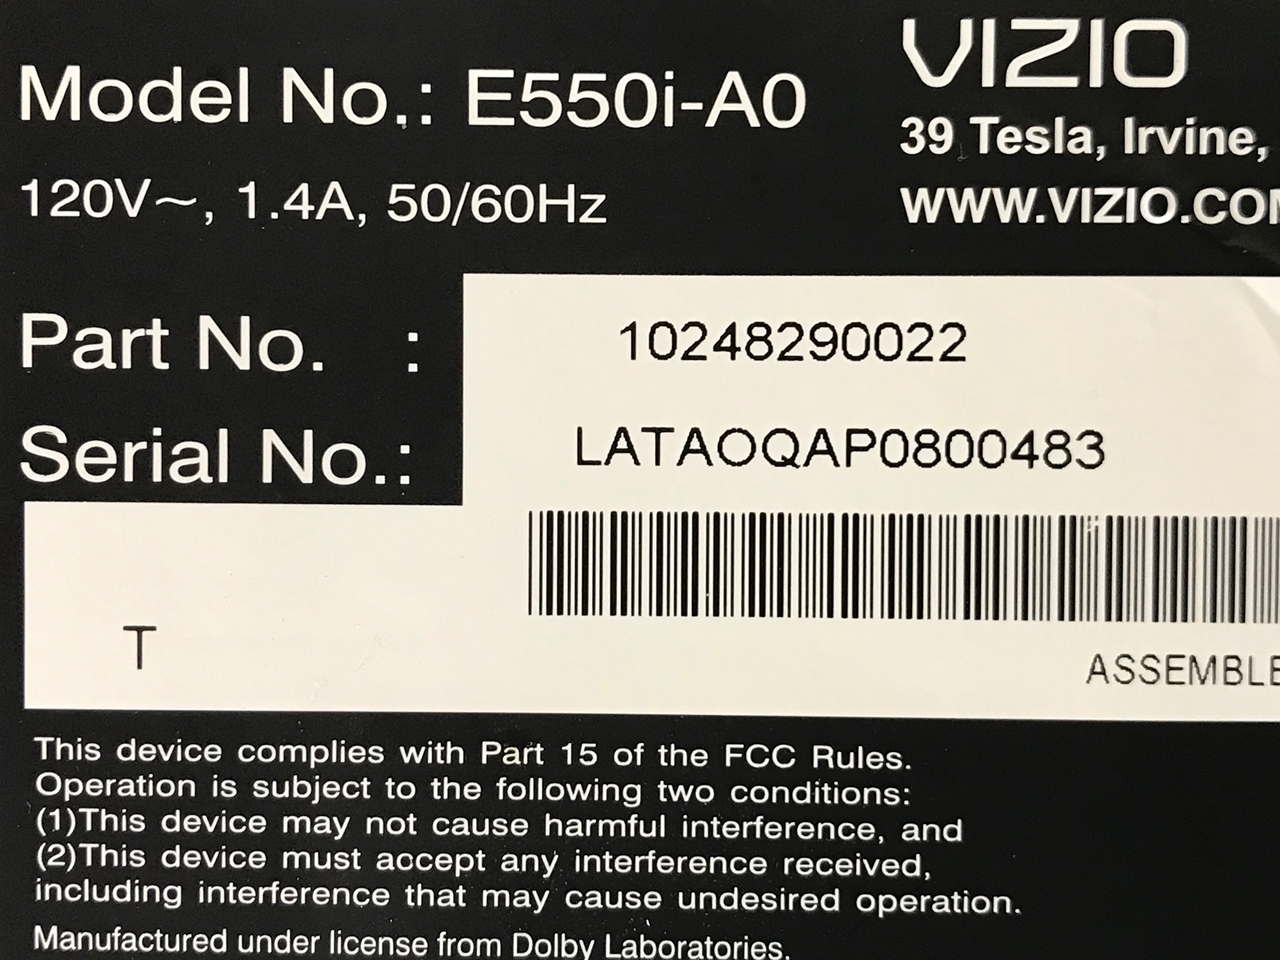 VIZIO
Model No.: E550i-A0
39 Tesla, Irvine,
120V~, 1.4A, 50/60Hz
WWW.VIZIO.COM
Part No. : 10248290022
Serial No.: LATAOQAP0800483
T
ASSEMBLE
This device complies with Part 15 of the FCC Rules.
Operation is subject to the following two conditions:
(1)This device may not cause harmful interference, and
(2)This device must accept any interference received,
including interference that may cause undesired operation.
Manufactured under license from Dolby Laboratories.